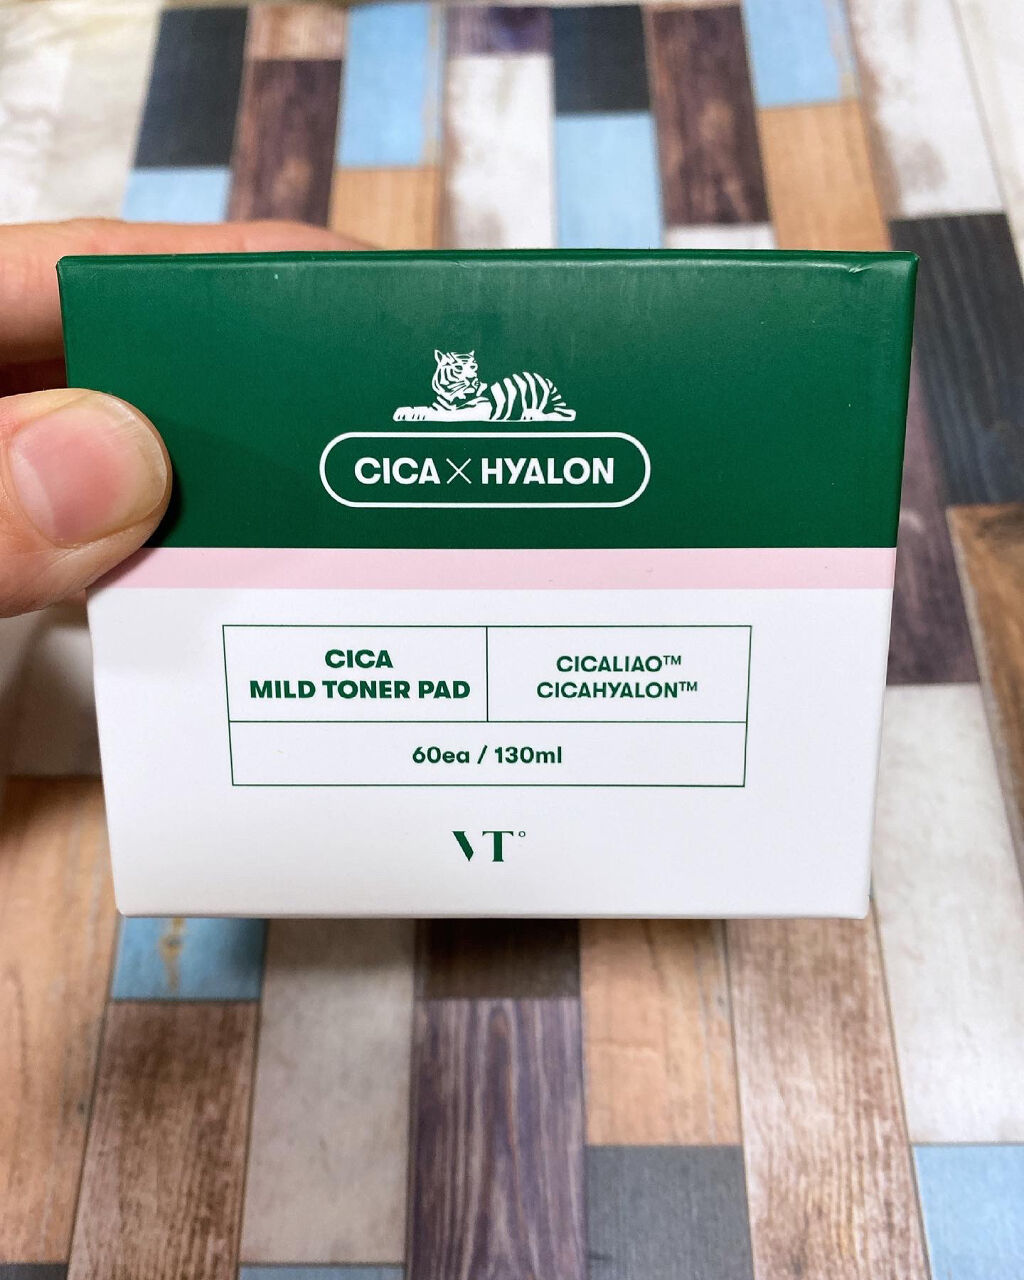 CICA × HYALON
CICA
MILD TONER PAD
CICALIAO™
CICAHYALON™
60ea / 130ml
VT°